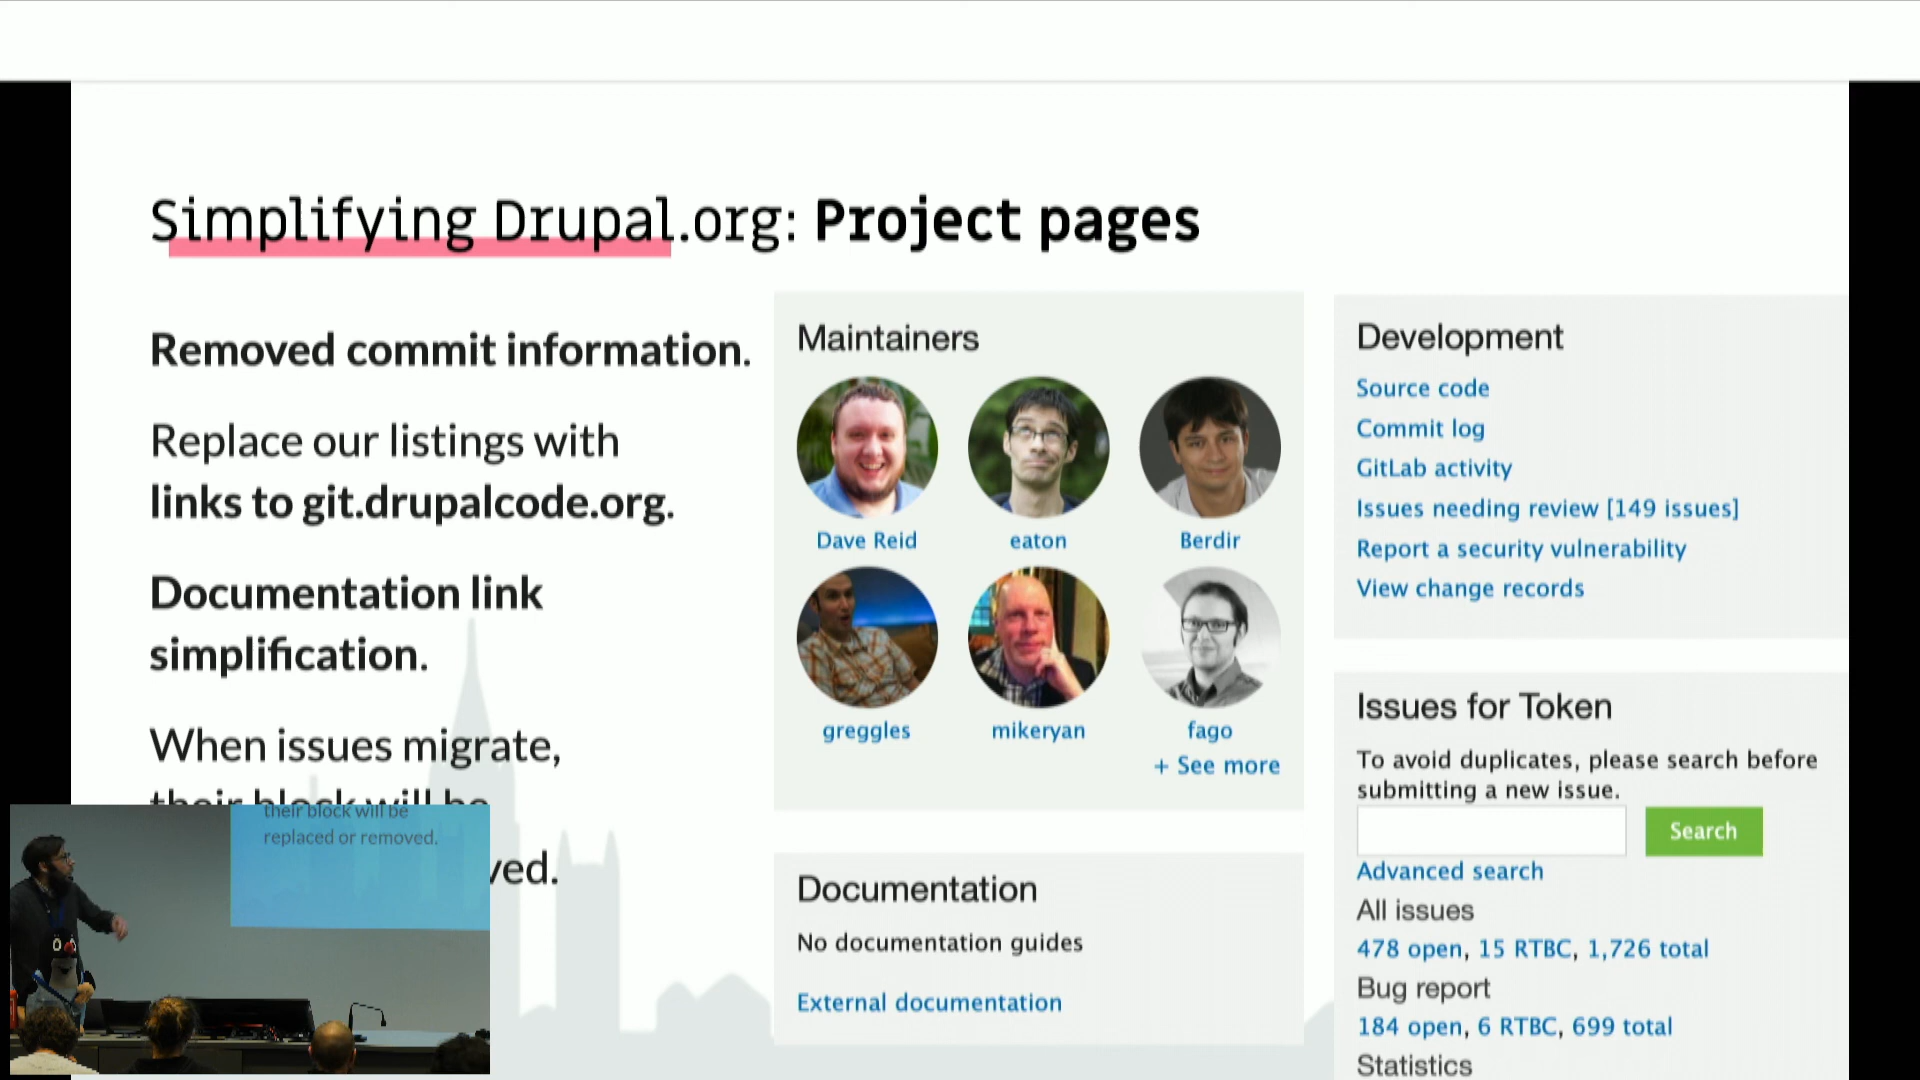 Simplifying Drupal.org: Project pages
Removed commit information.
Replace our listings with
links to git.drupalcode.org.
Documentation link
simplification.
When issues migrate,
their block will be
ved.
their block will be
replaced or removed.
Maintainers
Dave Reid
eaton
Berdir
greggles
mikeryan
fago
+ See more
Documentation
No documentation guides
External documentation
Development
Source code
Commit log
GitLab activity
Issues needing review [149 issues]
Report a security vulnerability
View change records
Issues for Token
To avoid duplicates, please search before
submitting a new issue.
Search
Advanced search
All issues
478 open, 15 RTBC, 1,726 total
Bug report
184 open, 6 RTBC, 699 total
Statistics